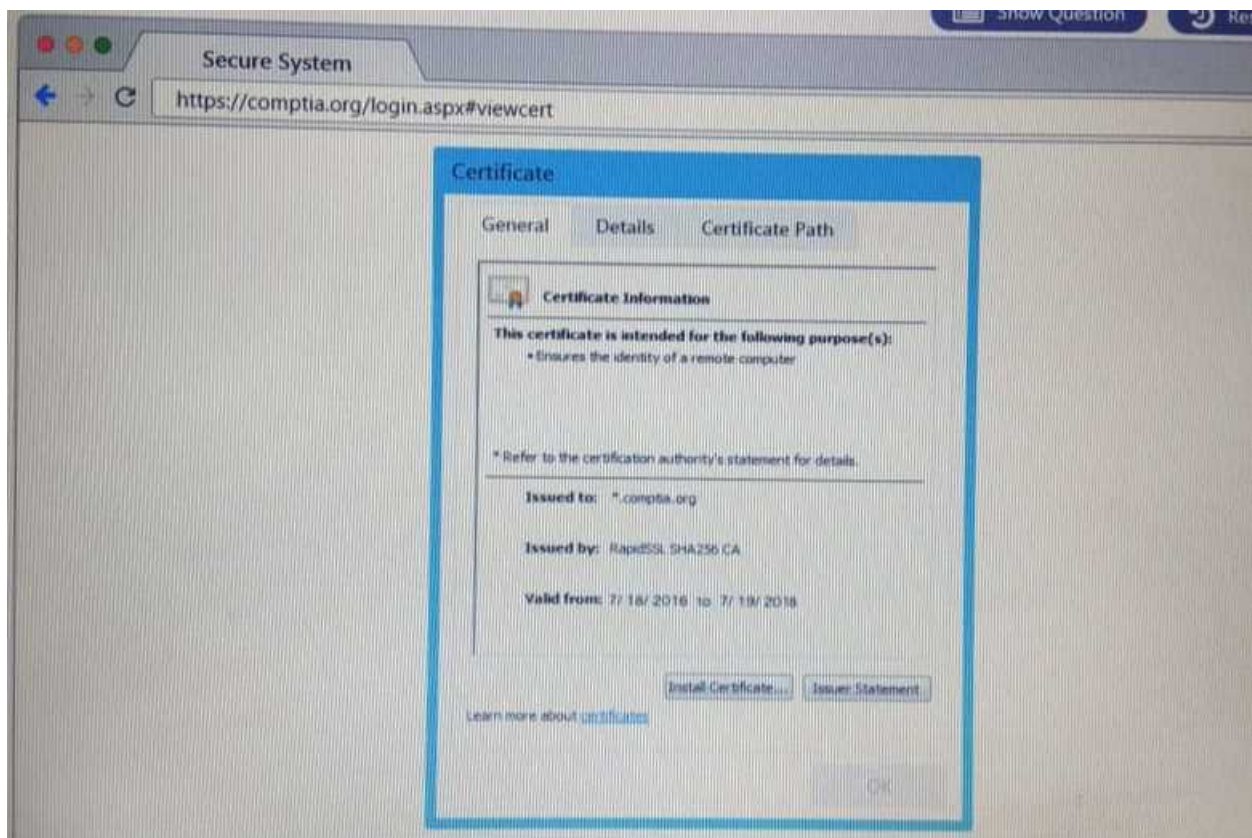 Show Question
Secure System
https://comptia.org/login.aspx#viewcert
Certificate
General Details Certificate Path
Certificate Information
This certificate is intended for the following purpose(s):
• Ensures the identity of a remote computer
* Refer to the certification authority's statement for details.
Issued to: *.comptia.org
Issued by: RapidSSL SHA256 CA
Valid from: 7/ 18/ 2016 to 7/ 19/ 2018
Install Certificate... Issuer Statement
Learn more about certificates
OK